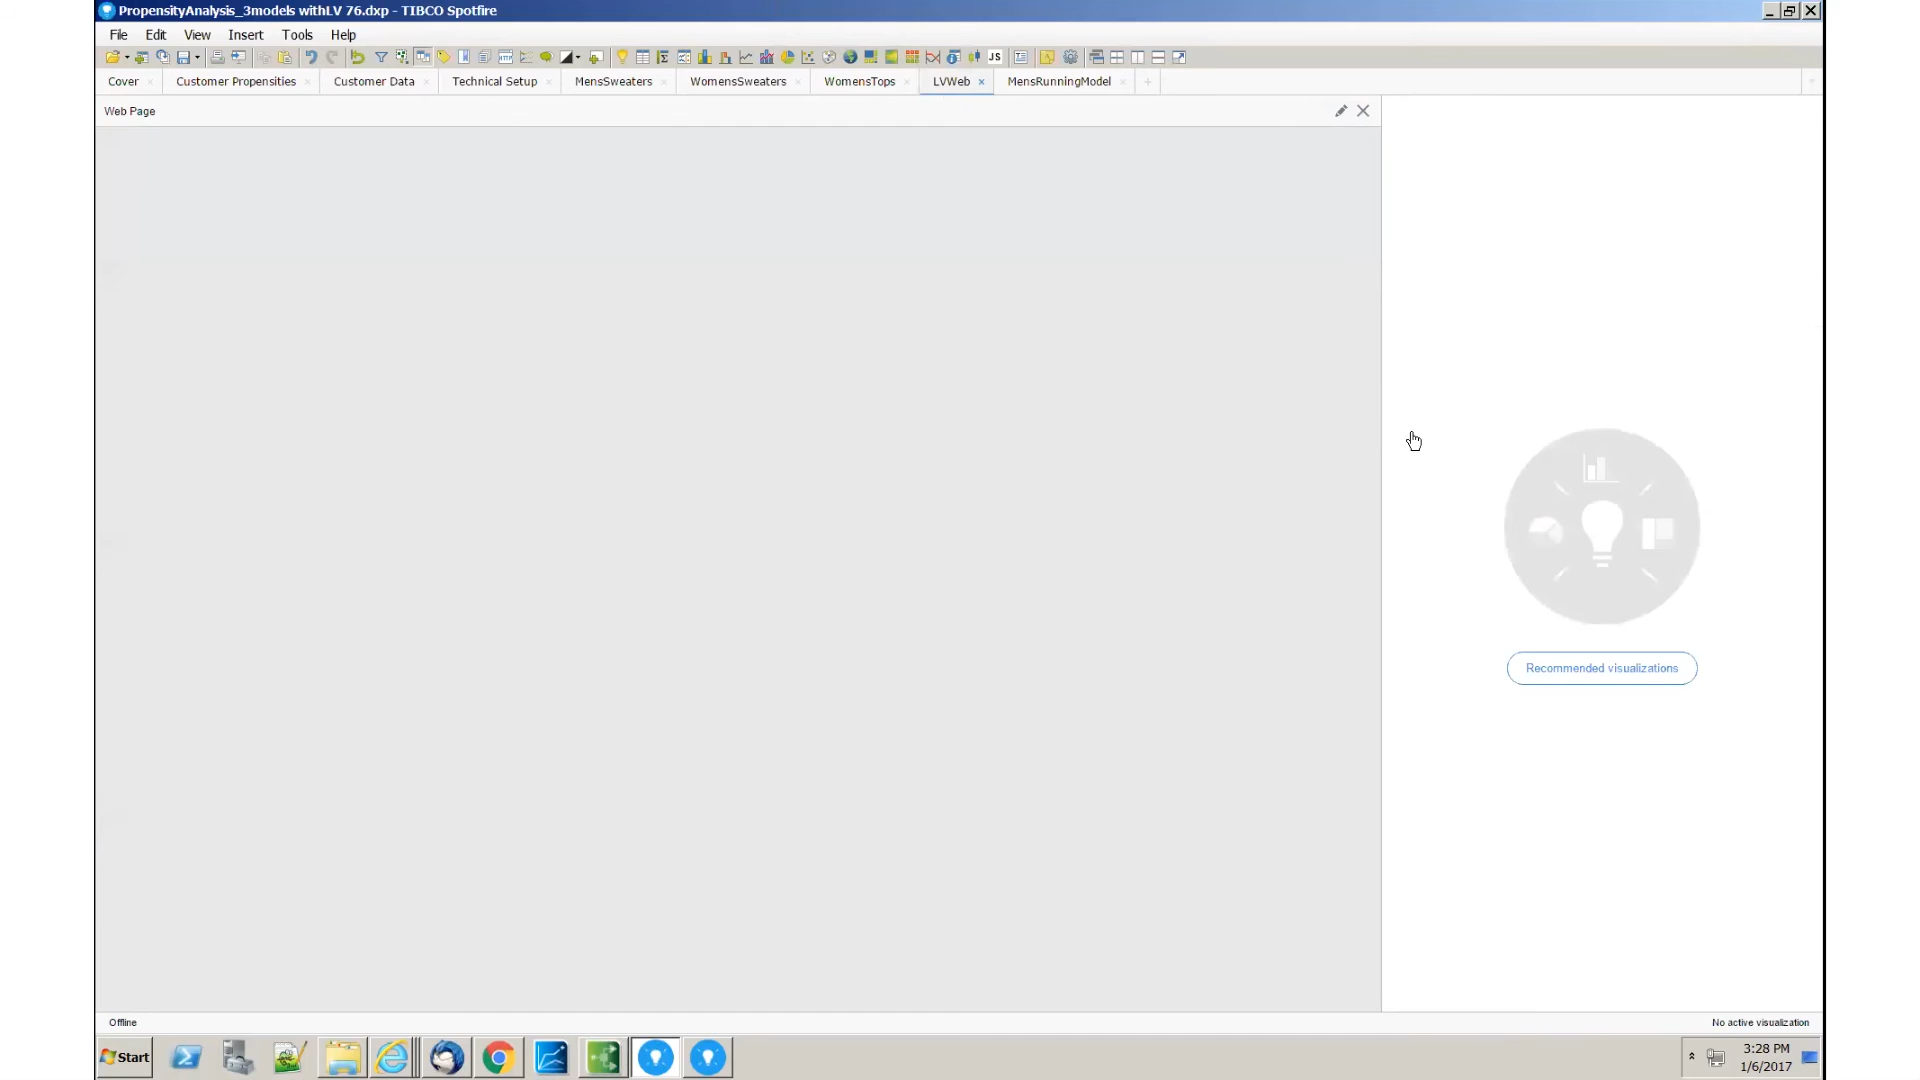 PropensityAnalysis_3models withLV 76.dxp - TIBCO Spotfire
File Edit View Insert Tools Help
JS
Cover Customer Propensities Customer Data Technical Setup MensSweaters WomensSweaters WomensTops LVWeb MensRunningModel
Web Page
Recommended visualizations
Offline
No active visualization
Start
3:28 PM
1/6/2017